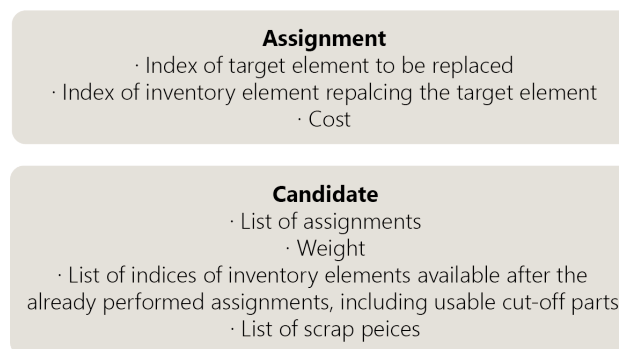 Assignment
· Index of target element to be replaced
· Index of inventory element repalcing the target element
· Cost
Candidate
· List of assignments
· Weight
· List of indices of inventory elements available after the
already performed assignments, including usable cut-off parts
· List of scrap peices